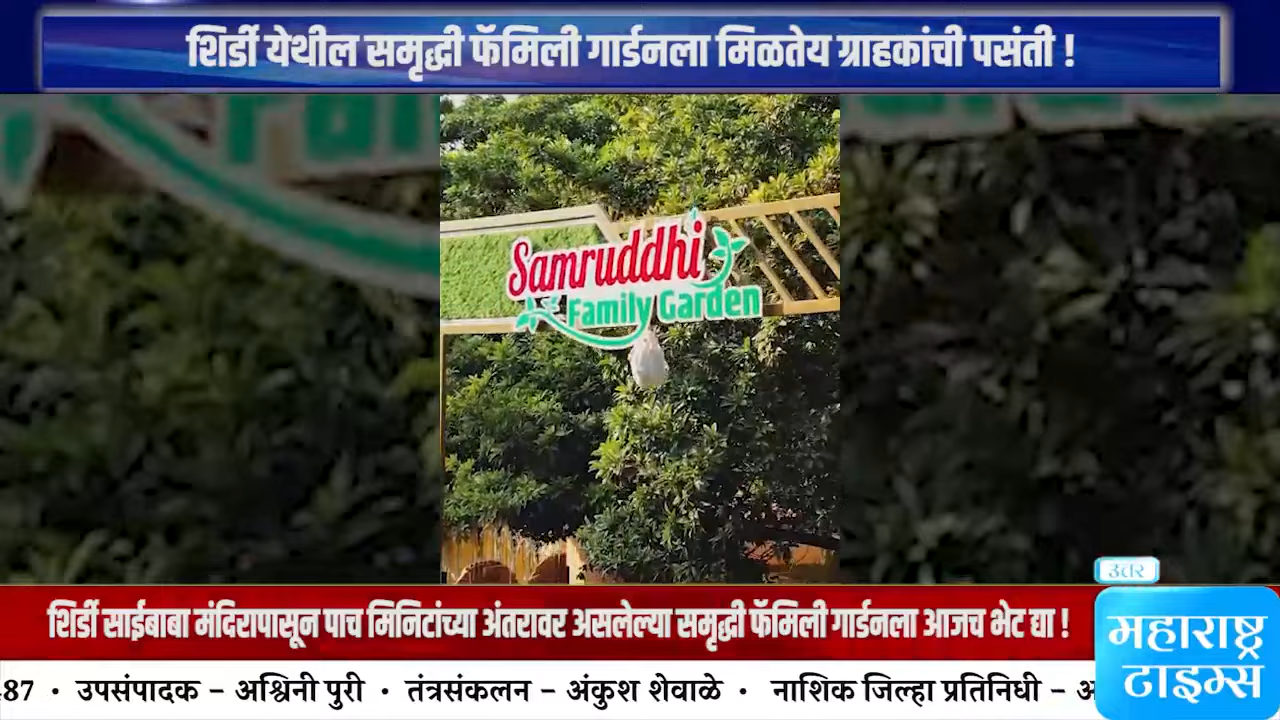 शिर्डी येथील समृद्धी फॅमिली गार्डनला मिळतेय ग्राहकांची पसंती !
Samruddhi
Family Garden
उत्तर
शिर्डी साईबाबा मंदिरापासून पाच मिनिटांच्या अंतरावर असलेल्या समृद्धी फॅमिली गार्डनला आजच भेट द्या !
महाराष्ट्र
टाइम्स
87 • उपसंपादक – अश्विनी पुरी • तंत्रसंकलन – अंकुश शेवाळे • नाशिक जिल्हा प्रतिनिधी –